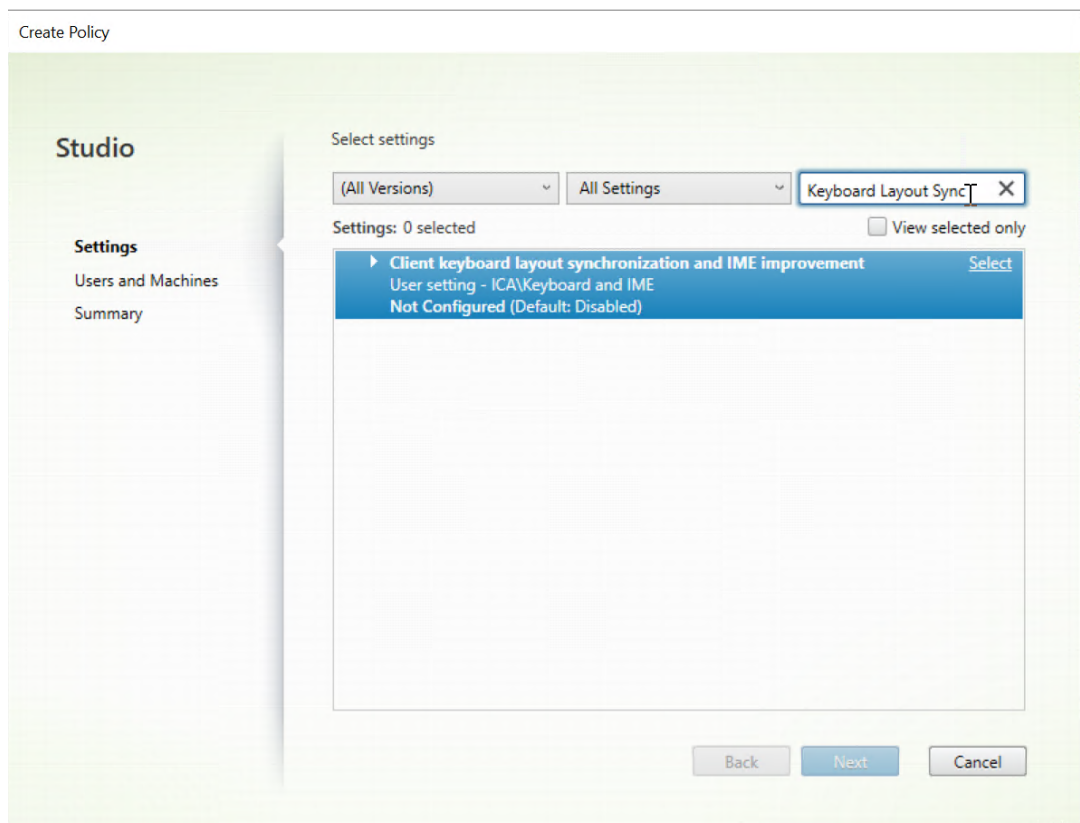 Create Policy
Studio
Settings
Users and Machines
Summary
Select settings
(All Versions)
All Settings
Keyboard Layout Sync
Settings: 0 selected
View selected only
Client keyboard layout synchronization and IME improvement
Select
User setting - ICA\Keyboard and IME
Not Configured (Default: Disabled)
Back
Next
Cancel